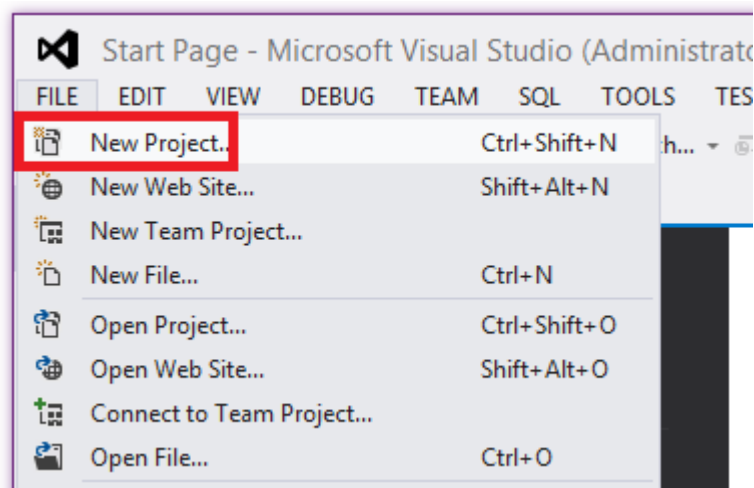 Start Page - Microsoft Visual Studio (Administrato
FILE EDIT VIEW DEBUG TEAM SQL TOOLS TES
New Project.. Ctrl+Shift+N h...
New Web Site... Shift+Alt+N
New Team Project...
New File... Ctrl+N
Open Project... Ctrl+Shift+O
Open Web Site... Shift+Alt+O
Connect to Team Project...
Open File... Ctrl+O